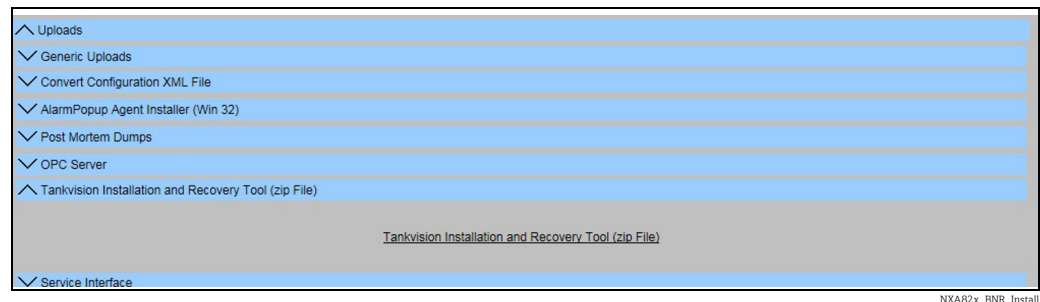 Uploads
Generic Uploads
Convert Configuration XML File
AlarmPopup Agent Installer (Win 32)
Post Mortem Dumps
OPC Server
Tankvision Installation and Recovery Tool (zip File)
Tankvision Installation and Recovery Tool (zip File)
Service Interface
NXA82x_BNR_Install